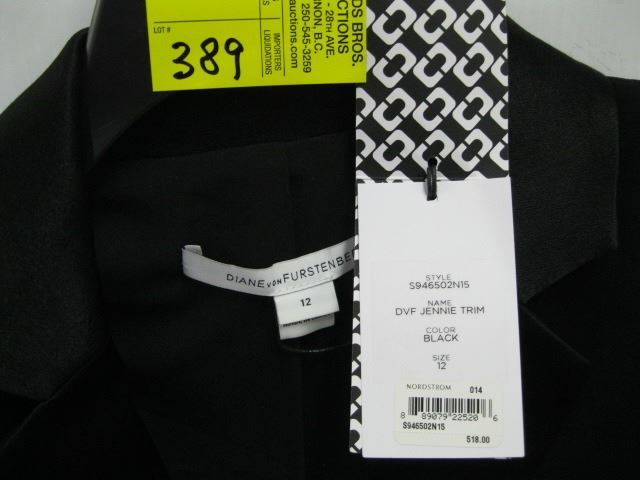 LOT #
389
IMPORTERS
LIQUIDATORS
DS BROS.
CTIONS
- 28TH AVE.
NON, B.C.
250-545-3259
auctions.com
DIANE VON FURSTENBE
12
STYLE
S946502N15
NAME
DVF JENNIE TRIM
COLOR
BLACK
SIZE
12
NORDSTROM 014
8 89079 22520 6
S946502N15
518.00